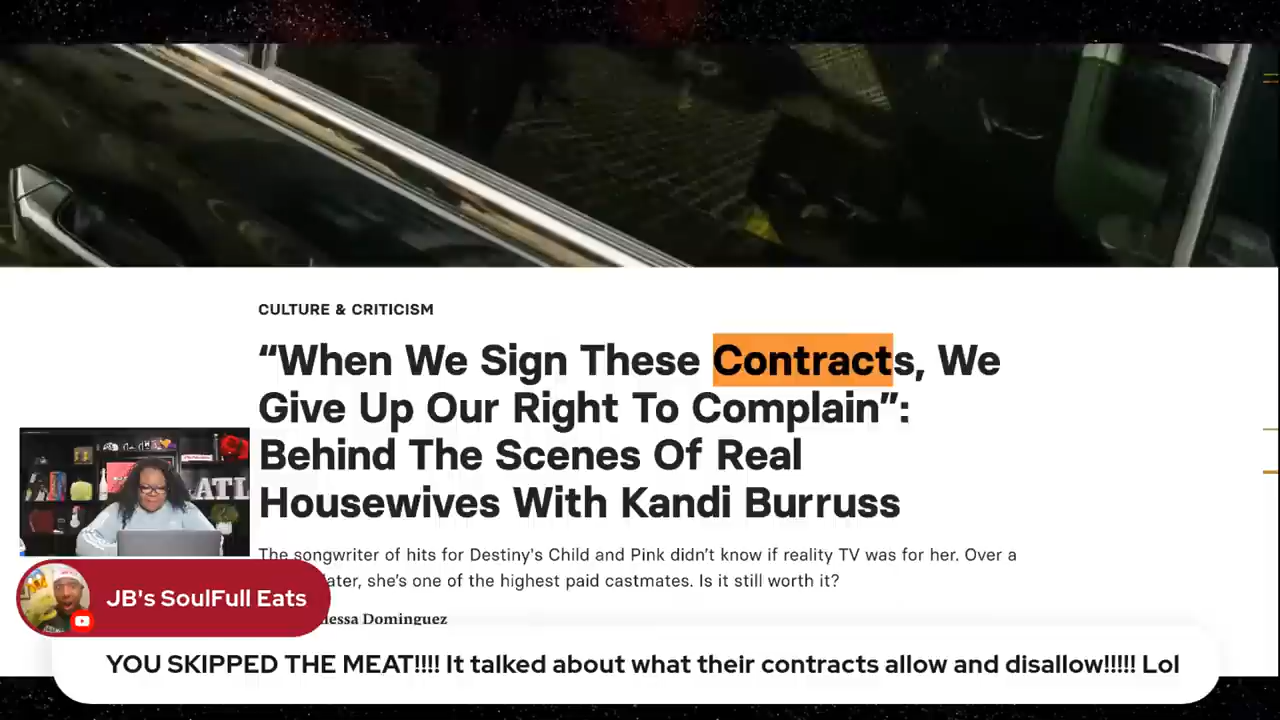 CULTURE & CRITICISM
“When We Sign These Contracts, We
Give Up Our Right To Complain”:
Behind The Scenes Of Real
Housewives With Kandi Burruss
The songwriter of hits for Destiny's Child and Pink didn’t know if reality TV was for her. Over a
later, she’s one of the highest paid castmates. Is it still worth it?
Dominguez
ATL
JB's SoulFull Eats
YOU SKIPPED THE MEAT!!!! It talked about what their contracts allow and disallow!!!!! Lol